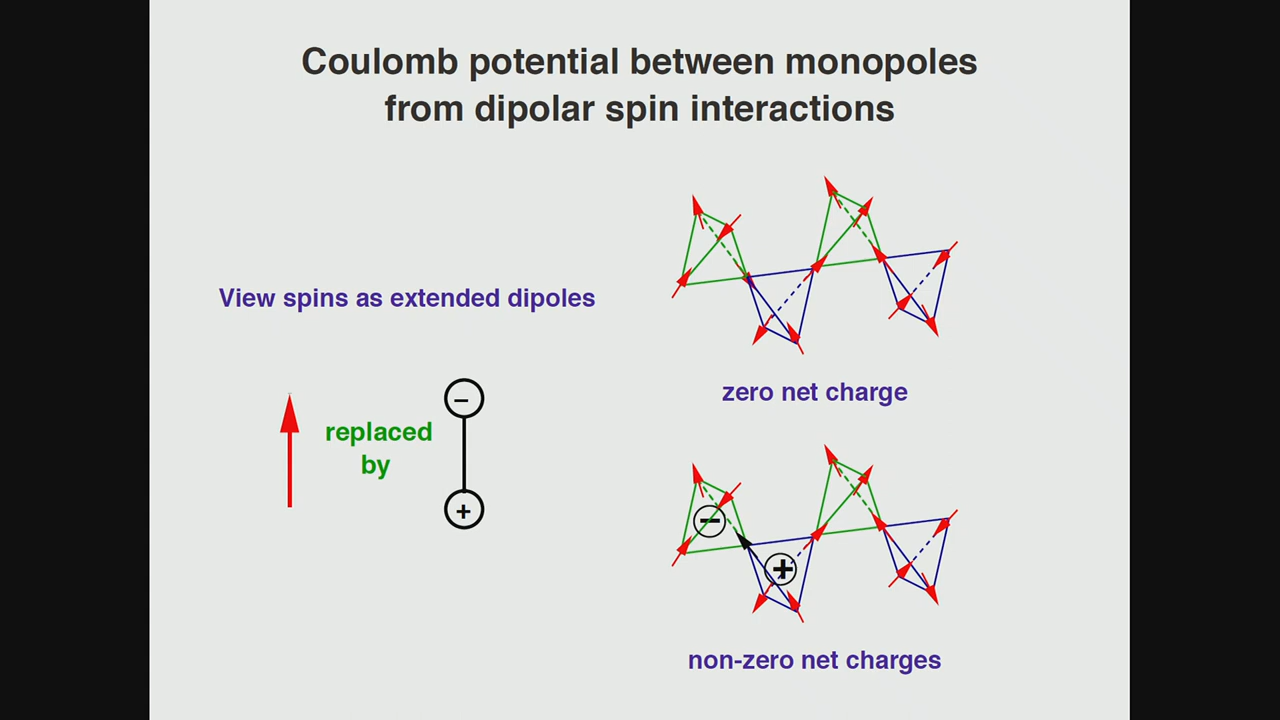 Coulomb potential between monopoles
from dipolar spin interactions
View spins as extended dipoles
replaced
by
−
+
zero net charge
−
+
non-zero net charges